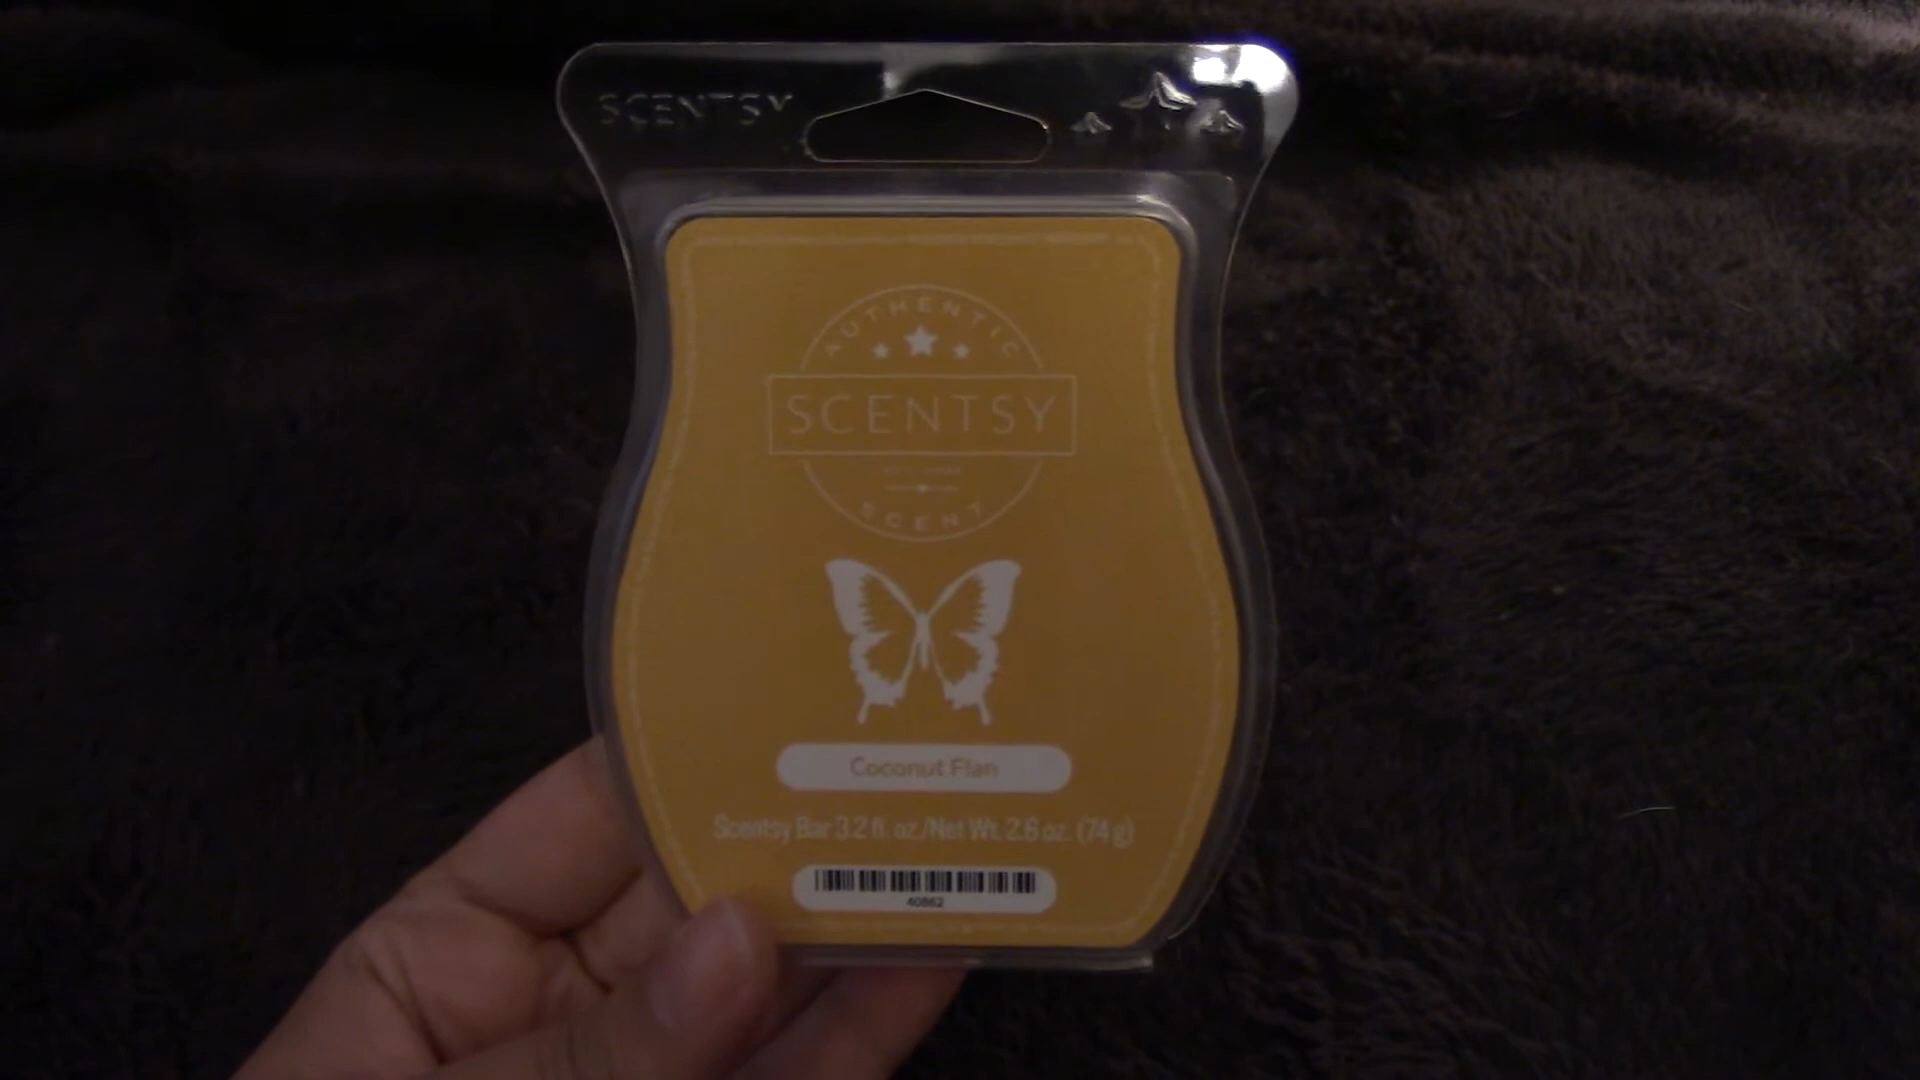 SCENTSY
AUTHENTIC
SCENTSY
SCENT
Coconut Flan
Scentsy Bar 3.2 fl. oz./Net Wt. 2.6 oz. (74 g)
40862